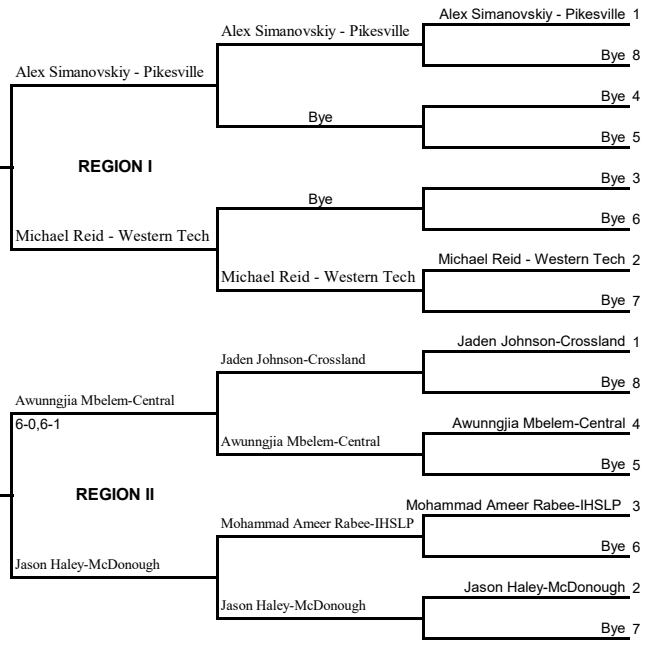 Alex Simanovskiy - Pikesville 1
Alex Simanovskiy - Pikesville
Bye 8
Alex Simanovskiy - Pikesville
Bye 4
Bye
Bye 5
REGION I
Bye 3
Bye
Bye 6
Michael Reid - Western Tech
Michael Reid - Western Tech 2
Michael Reid - Western Tech
Bye 7
Jaden Johnson-Crossland 1
Jaden Johnson-Crossland
Bye 8
Awunngjia Mbelem-Central
6-0,6-1
Awunngjia Mbelem-Central 4
Awunngjia Mbelem-Central
Bye 5
REGION II
Mohammad Ameer Rabee-IHSLP 3
Mohammad Ameer Rabee-IHSLP
Bye 6
Jason Haley-McDonough
Jason Haley-McDonough 2
Jason Haley-McDonough
Bye 7